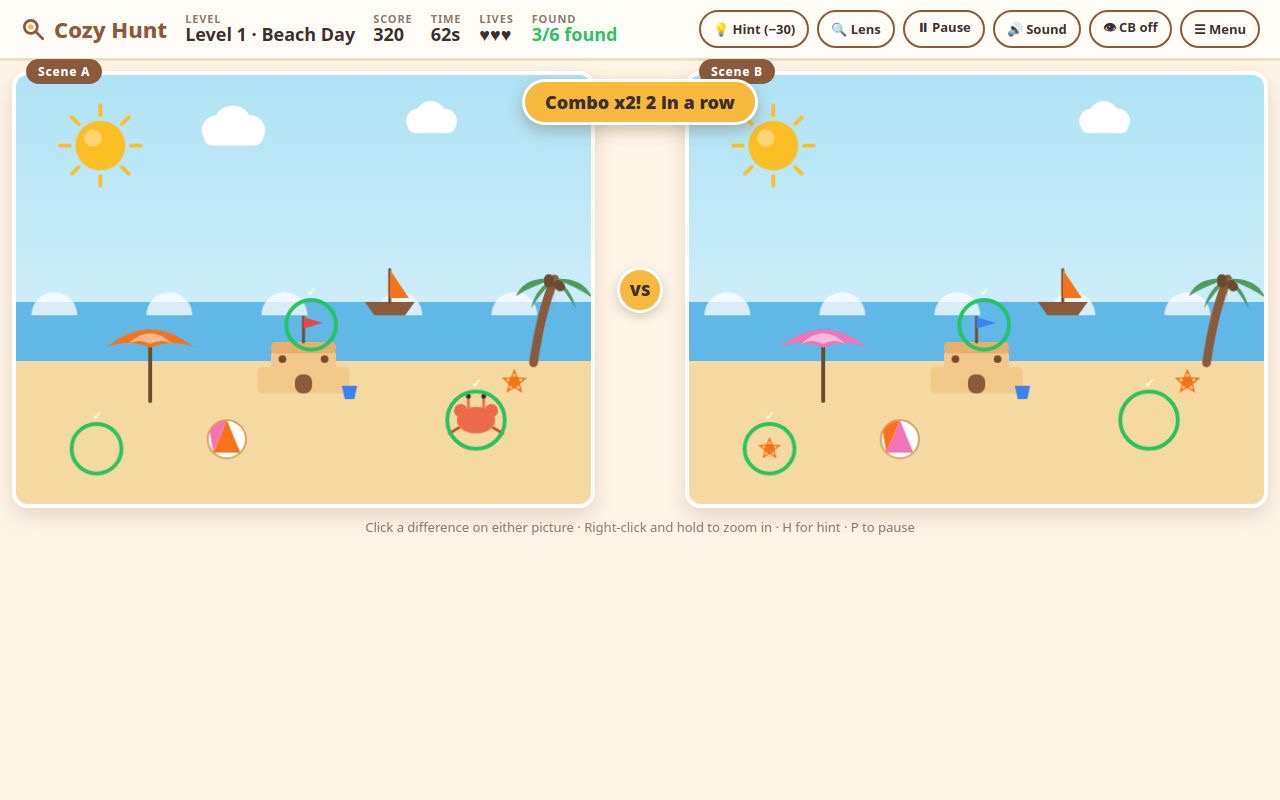 Cozy Hunt
LEVEL
Level 1 · Beach Day
SCORE
320
TIME
62s
LIVES
♥♥♥
FOUND
3/6 found
💡 Hint (−30)
🔍 Lens
⏸ Pause
🔊 Sound
👁 CB off
☰ Menu
Scene A
Scene B
Combo x2! 2 in a row
VS
Click a difference on either picture · Right-click and hold to zoom in · H for hint · P to pause